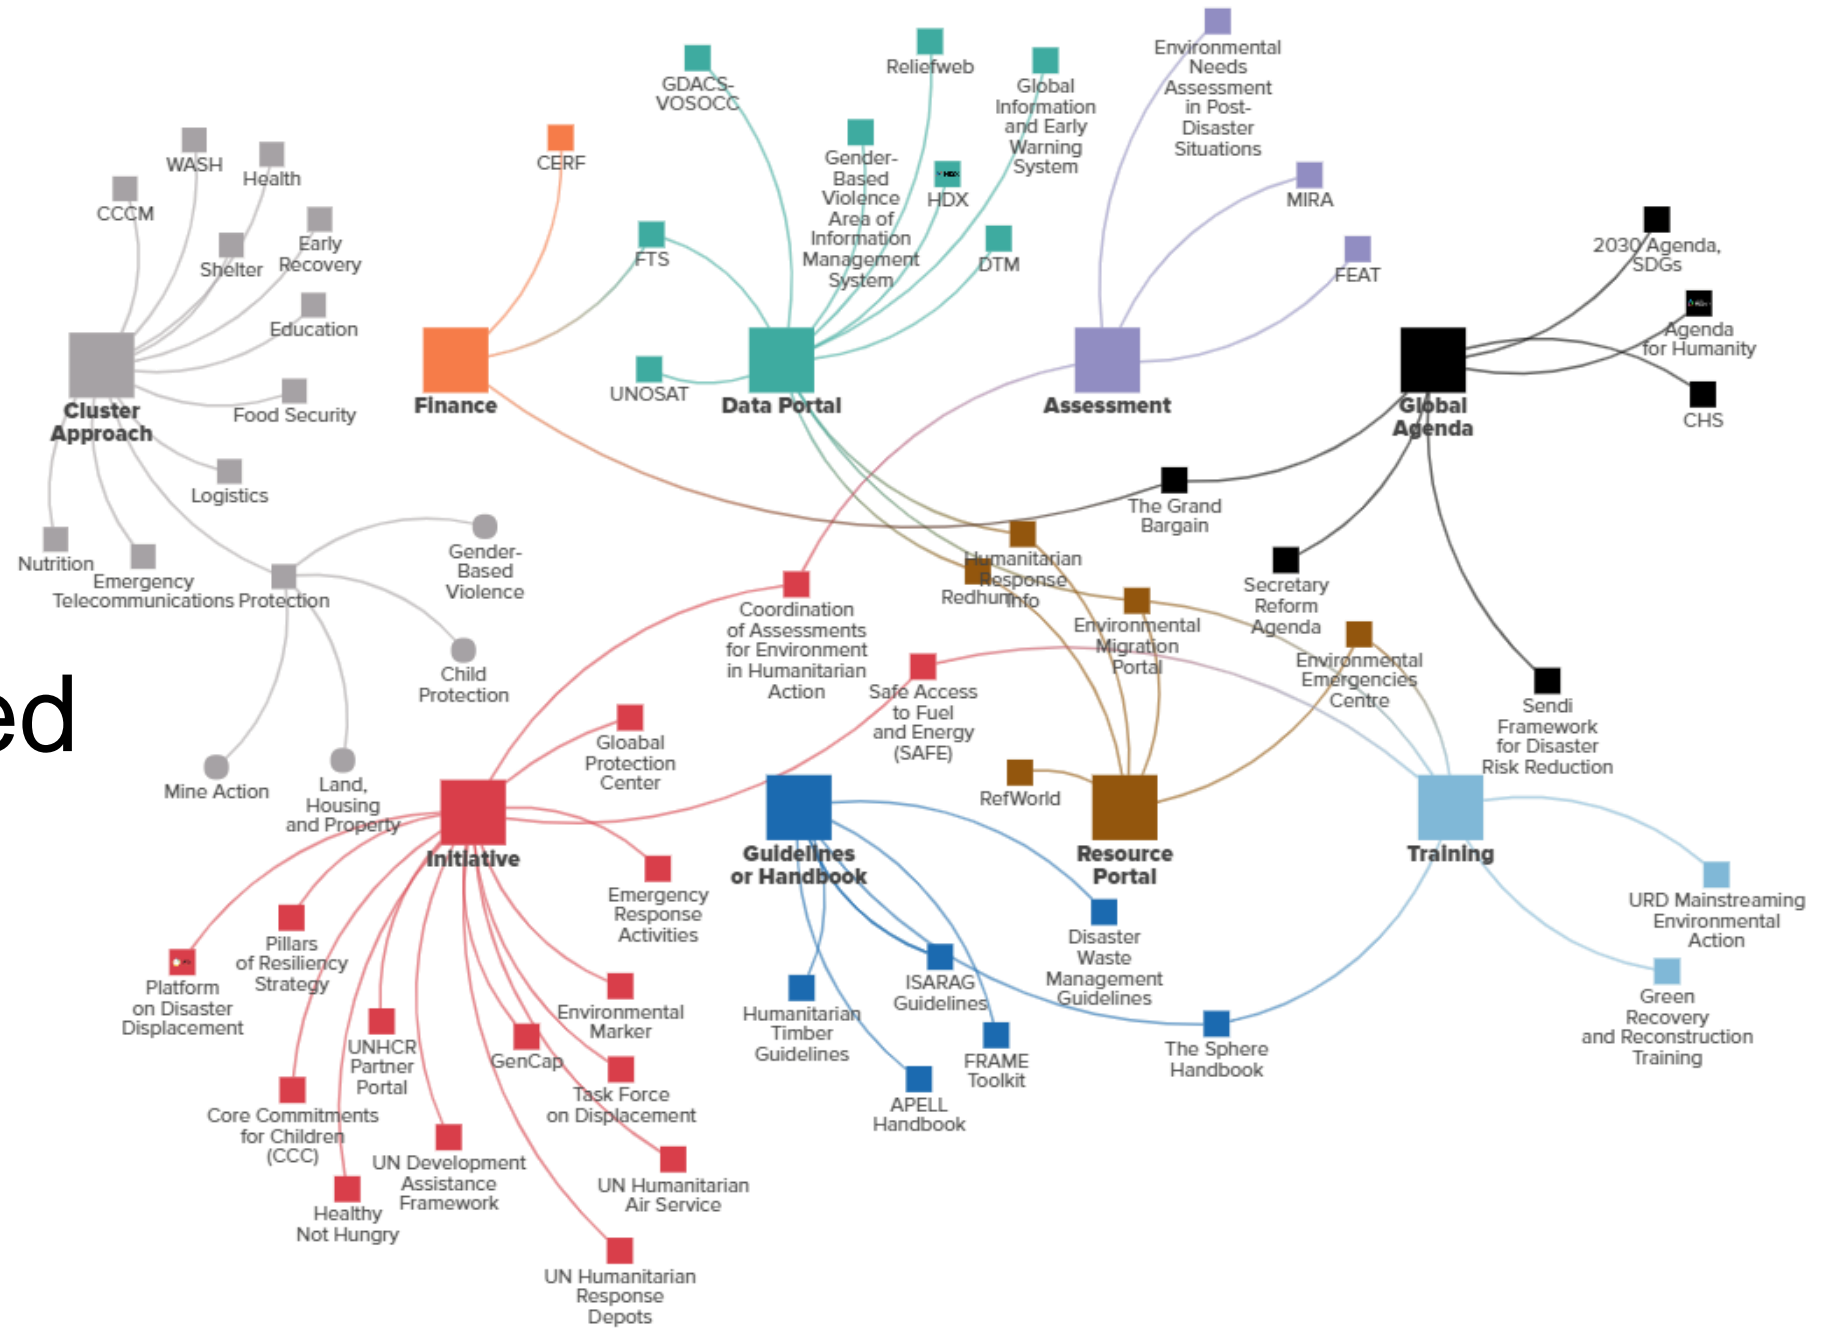 GDACS-
VOSOCC
Reliefweb
Global
Information
and Early
Warning
System
Environmental
Needs
Assessment
in Post-
Disaster
Situations
WASH
Health
CCCM
Shelter
Early
Recovery
Education
Food Security
Logistics
Cluster
Approach
CERF
FTS
Gender-
Based
Violence
Area of
Information
Management
System
HDX
HDX
DTM
UNOSAT
MIRA
FEAT
2030 Agenda,
SDGs
Agenda
for Humanity
CHS
Finance
Data Portal
Assessment
Global
Agenda
Nutrition
Emergency
Telecommunications
Protection
Gender-
Based
Violence
Child
Protection
Mine Action
Land,
Housing
and Property
The Grand
Bargain
Humanitarian
Response
Info
Redhum
Environmental
Migration
Portal
Secretary
Reform
Agenda
Environmental
Emergencies
Centre
Sendi
Framework
for Disaster
Risk Reduction
Coordination
of Assessments
for Environment
in Humanitarian
Action
Safe Access
to Fuel
and Energy
(SAFE)
ed
Gloabal
Protection
Center
RefWorld
Initiative
Guidelines
or Handbook
Resource
Portal
Training
Emergency
Response
Activities
Pillars
of Resiliency
Strategy
Platform
on Disaster
Displacement
UNHCR
Partner
Portal
GenCap
Environmental
Marker
Task Force
on Displacement
Core Commitments
for Children
(CCC)
UN Development
Assistance
Framework
Healthy
Not Hungry
UN Humanitarian
Air Service
UN Humanitarian
Response
Depots
Humanitarian
Timber
Guidelines
ISARAG
Guidelines
Disaster
Waste
Management
Guidelines
FRAME
Toolkit
APELL
Handbook
The Sphere
Handbook
URD Mainstreaming
Environmental
Action
Green
Recovery
and Reconstruction
Training